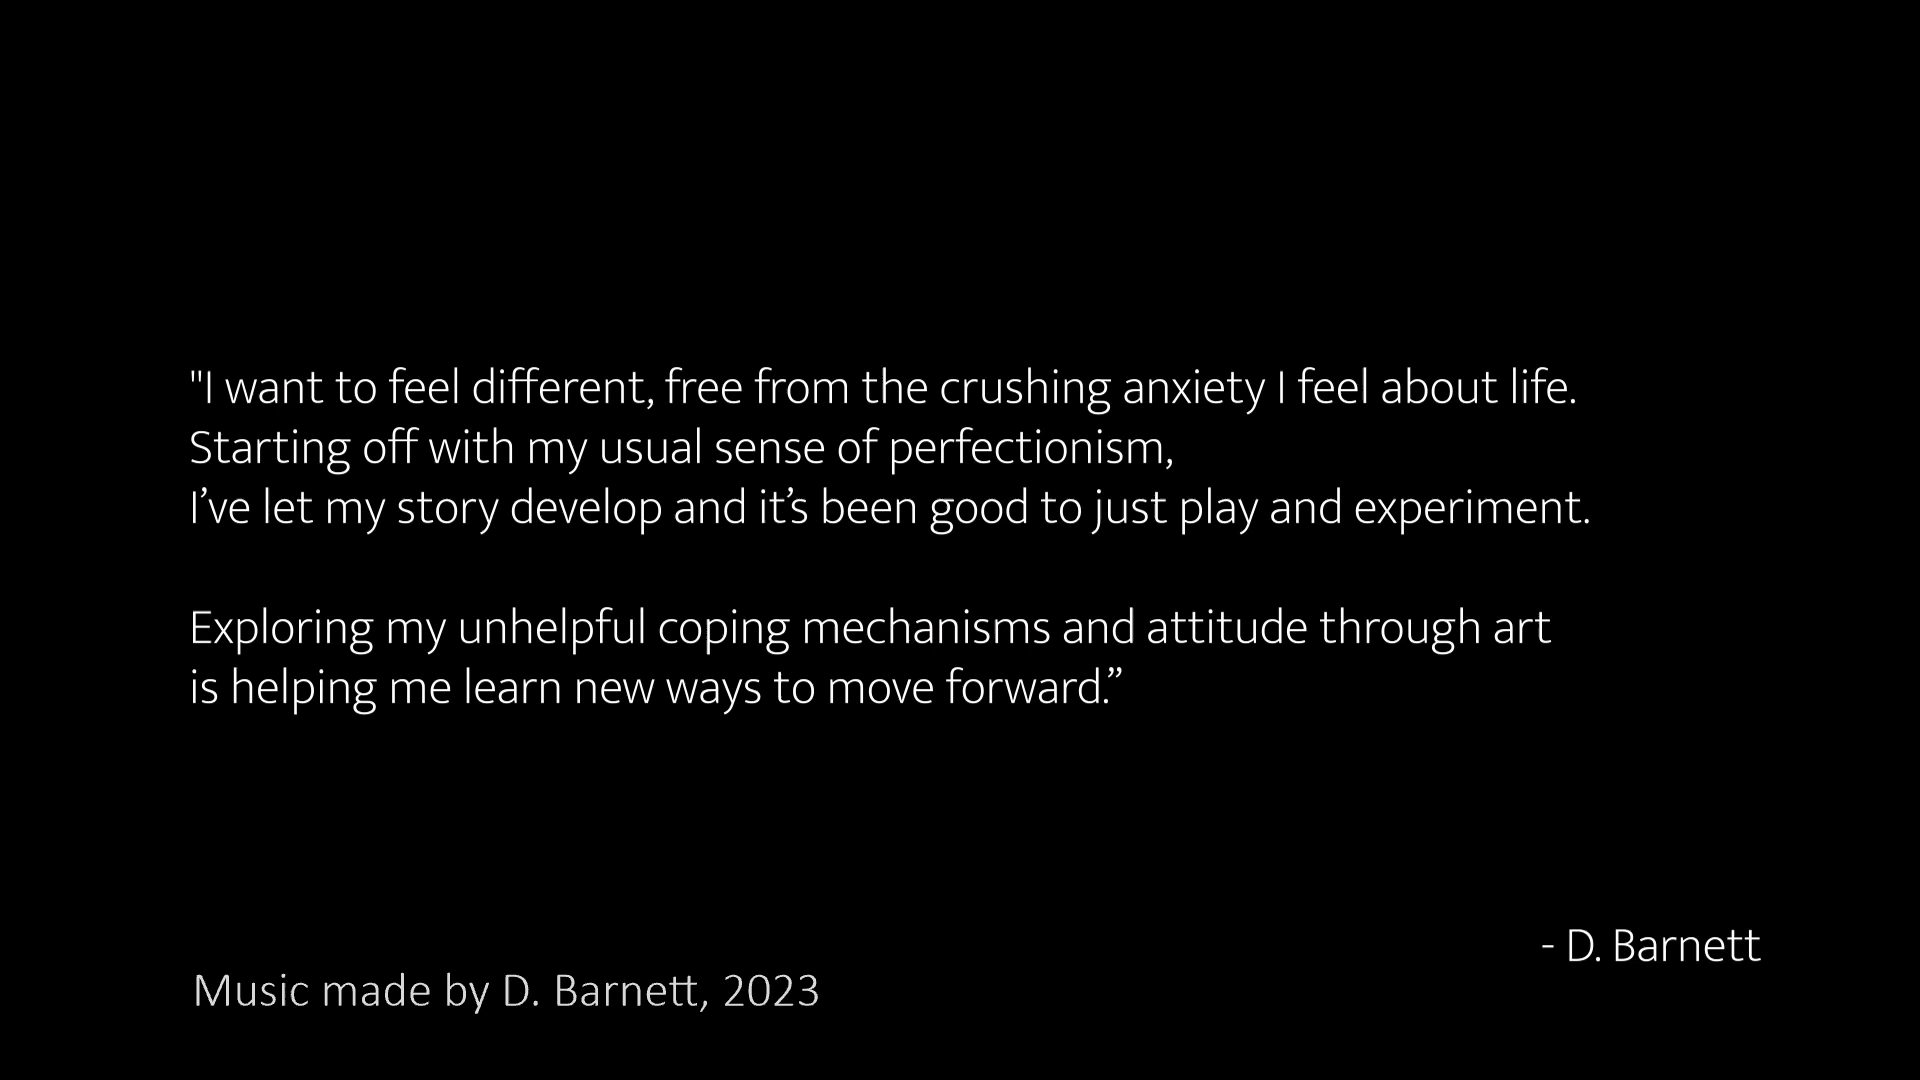 "I want to feel different, free from the crushing anxiety I feel about life.
Starting off with my usual sense of perfectionism,
I’ve let my story develop and it’s been good to just play and experiment.
Exploring my unhelpful coping mechanisms and attitude through art
is helping me learn new ways to move forward.”
- D. Barnett
Music made by D. Barnett, 2023